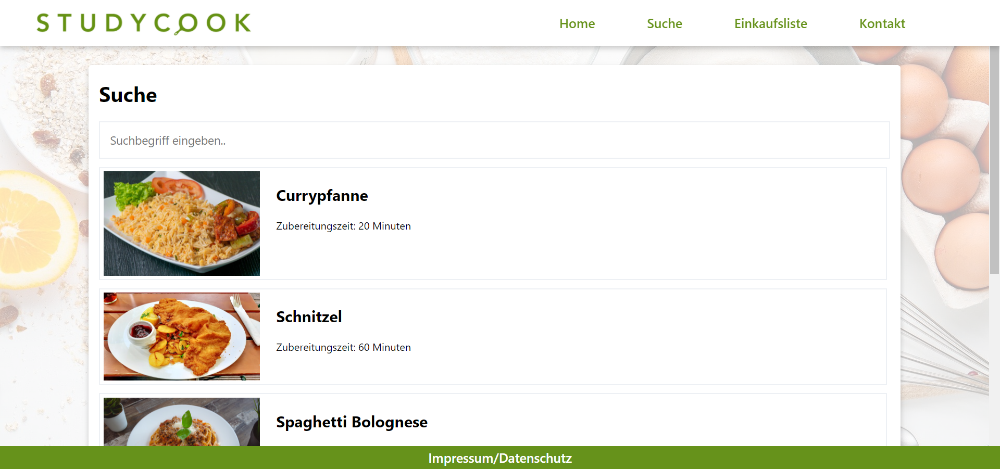 STUDYCOOK
Home
Suche
Einkaufsliste
Kontakt
Suche
Suchbegriff eingeben..
Currypfanne
Zubereitungszeit: 20 Minuten
Schnitzel
Zubereitungszeit: 60 Minuten
Spaghetti Bolognese
Impressum/Datenschutz